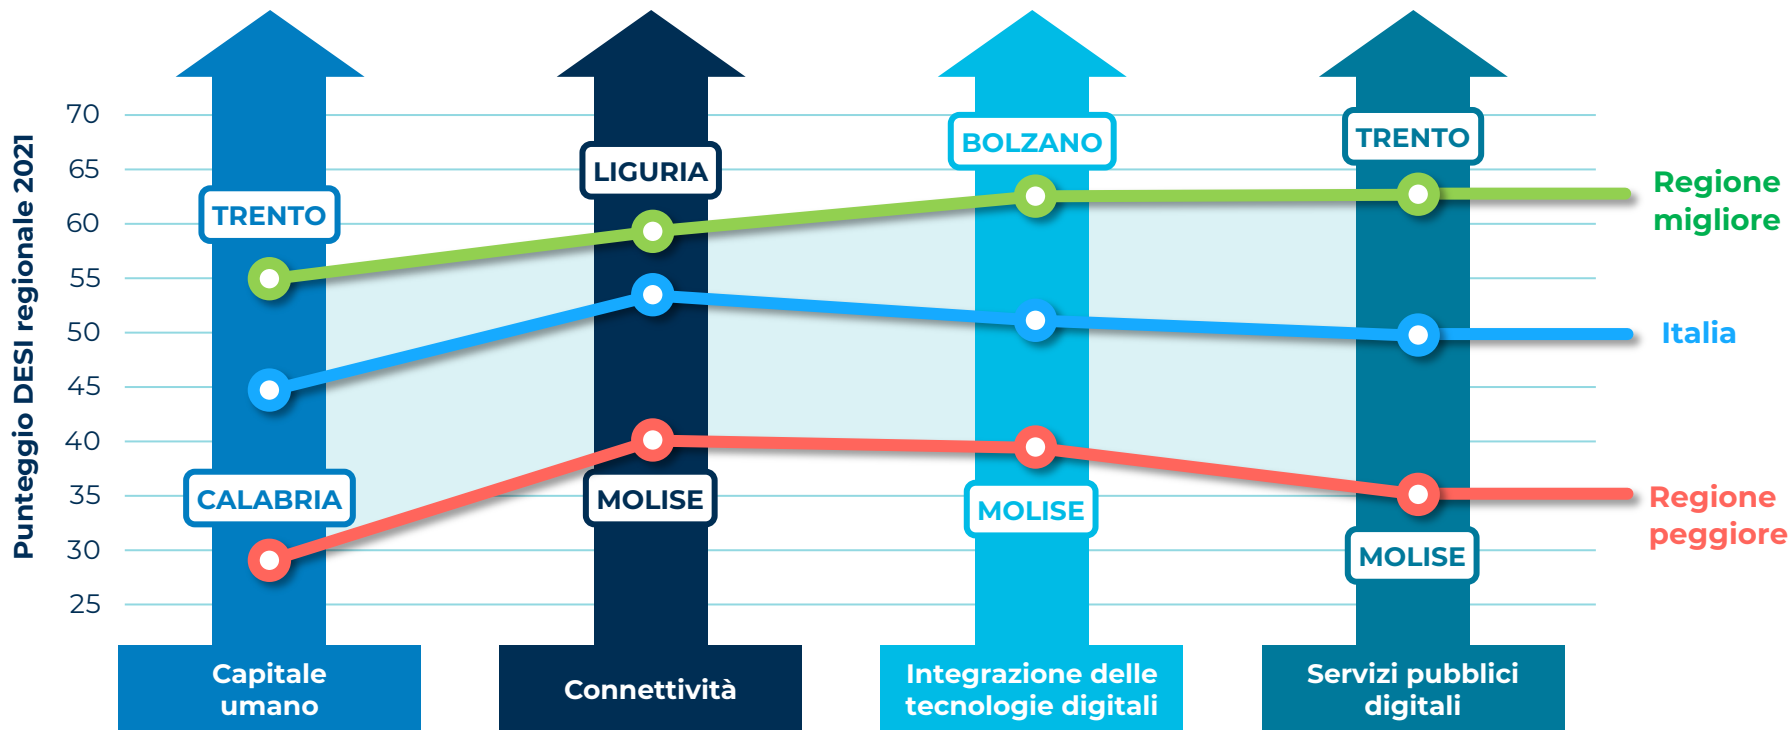 Punteggio DESI regionale 2021
70
65
60
55
50
45
40
35
30
25
TRENTO
LIGURIA
BOLZANO
TRENTO
CALABRIA
MOLISE
MOLISE
MOLISE
Regione
migliore
Italia
Regione
peggiore
Capitale
umano
Connettività
Integrazione delle
tecnologie digitali
Servizi pubblici
digitali